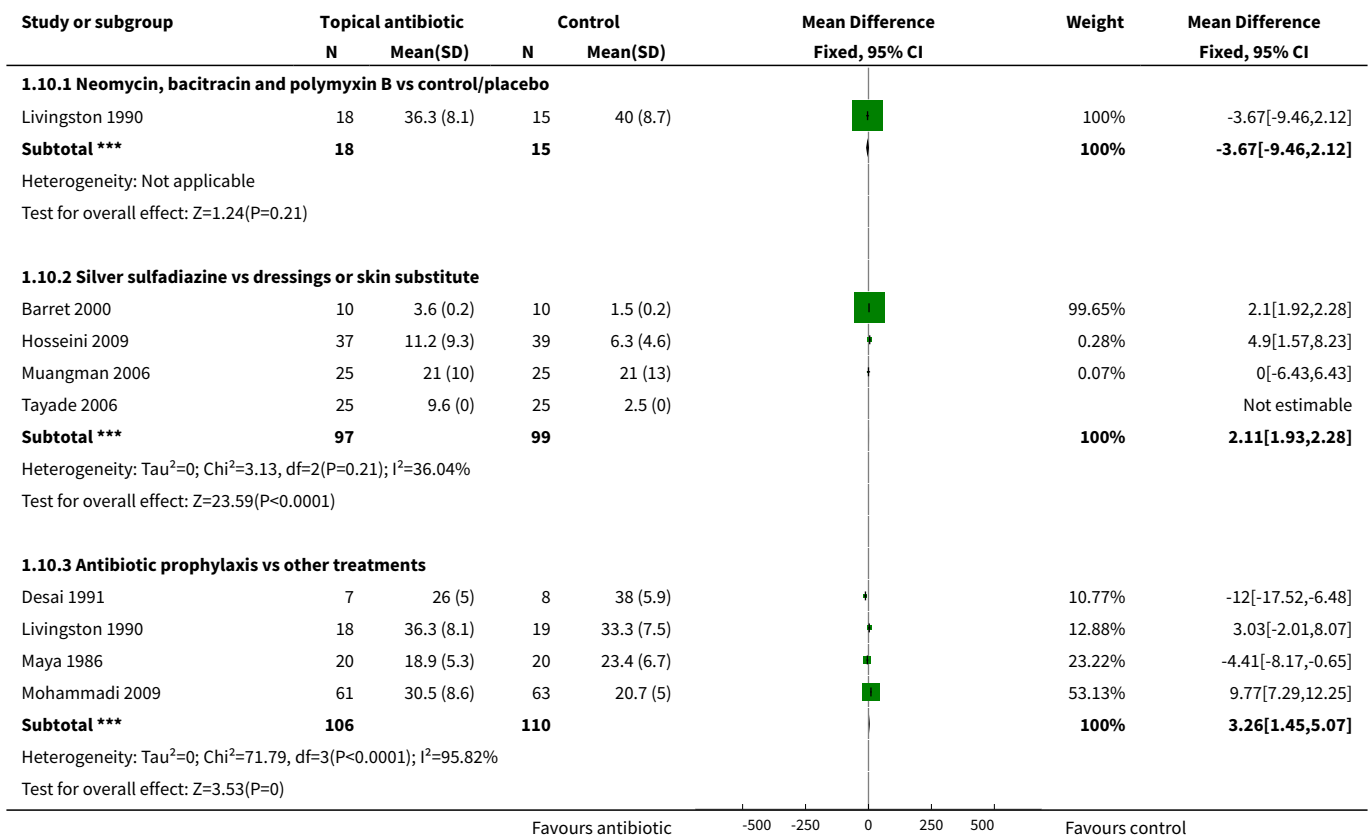 Study or subgroup Topical antibiotic Control Mean Difference Weight Mean Difference
N Mean(SD) N Mean(SD) Fixed, 95% CI Fixed, 95% CI
1.10.1 Neomycin, bacitracin and polymyxin B vs control/placebo
Livingston 1990 18 36.3 (8.1) 15 40 (8.7) 100% -3.67[-9.46,2.12]
Subtotal *** 18 15 100% -3.67[-9.46,2.12]
Heterogeneity: Not applicable
Test for overall effect: Z=1.24(P=0.21)
1.10.2 Silver sulfadiazine vs dressings or skin substitute
Barret 2000 10 3.6 (0.2) 10 1.5 (0.2) 99.65% 2.1[1.92,2.28]
Hosseini 2009 37 11.2 (9.3) 39 6.3 (4.6) 0.28% 4.9[1.57,8.23]
Muangman 2006 25 21 (10) 25 21 (13) 0.07% 0[-6.43,6.43]
Tayade 2006 25 9.6 (0) 25 2.5 (0) Not estimable
Subtotal *** 97 99 100% 2.11[1.93,2.28]
Heterogeneity: Tau²=0; Chi²=3.13, df=2(P=0.21); I²=36.04%
Test for overall effect: Z=23.59(P<0.0001)
1.10.3 Antibiotic prophylaxis vs other treatments
Desai 1991 7 26 (5) 8 38 (5.9) 10.77% -12[-17.52,-6.48]
Livingston 1990 18 36.3 (8.1) 19 33.3 (7.5) 12.88% 3.03[-2.01,8.07]
Maya 1986 20 18.9 (5.3) 20 23.4 (6.7) 23.22% -4.41[-8.17,-0.65]
Mohammadi 2009 61 30.5 (8.6) 63 20.7 (5) 53.13% 9.77[7.29,12.25]
Subtotal *** 106 110 100% 3.26[1.45,5.07]
Heterogeneity: Tau²=0; Chi²=71.79, df=3(P<0.0001); I²=95.82%
Test for overall effect: Z=3.53(P=0)
Favours antibiotic -500 -250 0 250 500 Favours control